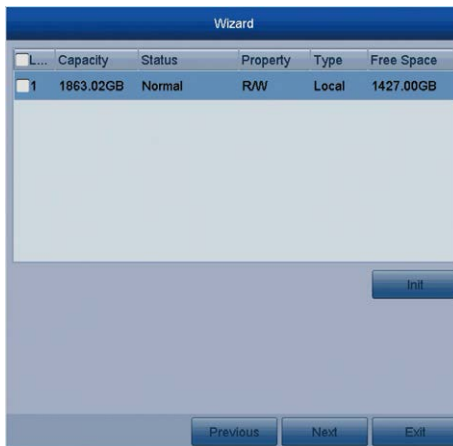 Wizard
L... Capacity Status Property Type Free Space
1 1863.02GB Normal R/W Local 1427.00GB
Init
Previous Next Exit